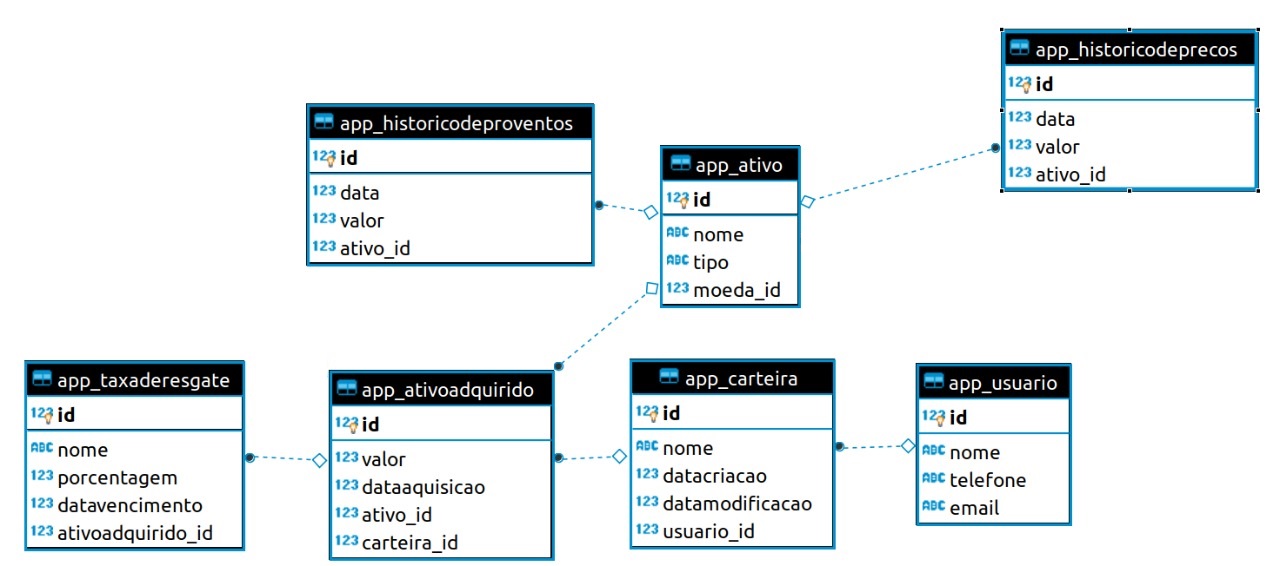 app_historicodeprecos
123 id
123 data
123 valor
123 ativo_id
app_historicodeproventos
123 id
123 data
123 valor
123 ativo_id
app_ativo
123 id
ABC nome
ABC tipo
123 moeda_id
app_taxaderesgate
123 id
ABC nome
123 porcentagem
123 datavencimento
123 ativoadquirido_id
app_ativoadquirido
123 id
123 valor
123 dataaquisicao
123 ativo_id
123 carteira_id
app_carteira
123 id
ABC nome
123 datacriacao
123 datamodificacao
123 usuario_id
app_usuario
123 id
ABC nome
ABC telefone
ABC email